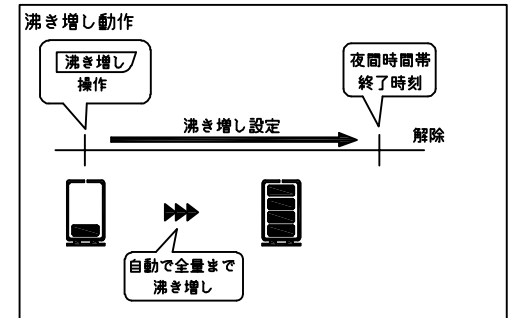 沸き増し動作
沸き増し
操作
夜間時間帯
終了時刻
沸き増し設定
解除
自動で全量まで
沸き増し